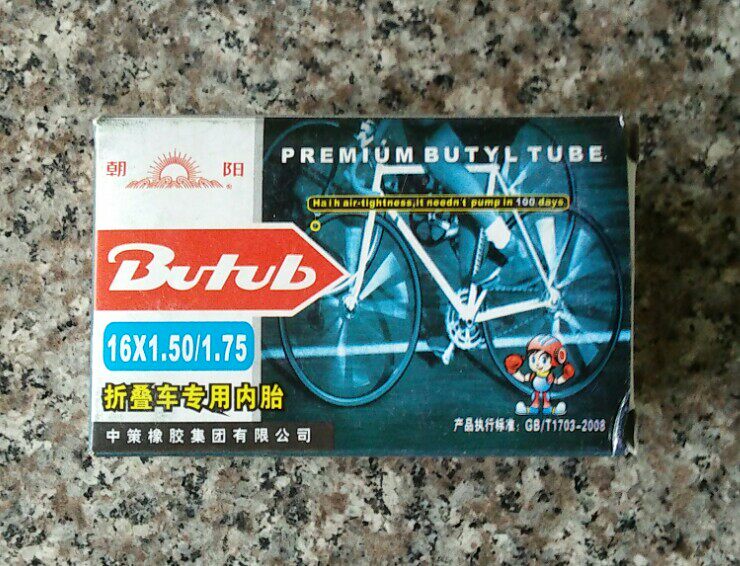 朝阳
PREMIUM BUTYL TUBE
Haih air-tightness,it needn't pump in 100 days
Butub
16X1.50/1.75
折叠车专用内胎
中策橡胶集团有限公司
产品执行标准：GB/T1703-2008